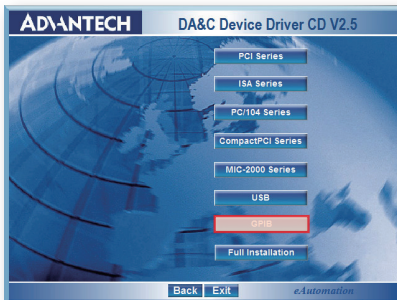 ADVANTECH DA&C Device Driver CD V2.5
PCI Series
ISA Series
PC/104 Series
CompactPCI Series
MIC-2000 Series
USB
GPIB
Full Installation
Back Exit eAutomation